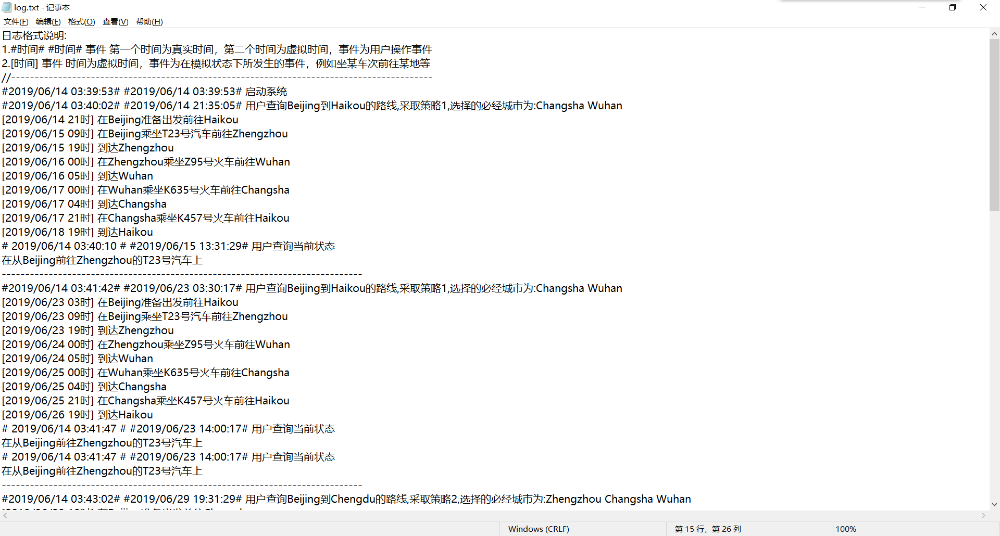 log.txt - 记事本
文件(F) 编辑(E) 格式(O) 查看(V) 帮助(H)
日志格式说明:
1.#时间# #时间# 事件 第一个时间为真实时间，第二个时间为虚拟时间，事件为用户操作事件
2.[时间] 事件 时间为虚拟时间，事件为在模拟状态下所发生的事件，例如坐某车次前往某地等
//------------------------------------------------------------------------------------------
#2019/06/14 03:39:53# #2019/06/14 03:39:53# 启动系统
#2019/06/14 03:40:02# #2019/06/14 21:35:05# 用户查询Beijing到Haikou的路线,采取策略1,选择的必经城市为:Changsha Wuhan
[2019/06/14 21时] 在Beijing准备出发前往Haikou
[2019/06/15 09时] 在Beijing乘坐T23号汽车前往Zhengzhou
[2019/06/15 19时] 到达Zhengzhou
[2019/06/16 00时] 在Zhengzhou乘坐Z95号火车前往Wuhan
[2019/06/16 05时] 到达Wuhan
[2019/06/17 00时] 在Wuhan乘坐K635号火车前往Changsha
[2019/06/17 04时] 到达Changsha
[2019/06/17 21时] 在Changsha乘坐K457号火车前往Haikou
[2019/06/18 19时] 到达Haikou
# 2019/06/14 03:40:10 # #2019/06/15 13:31:29# 用户查询当前状态
在从Beijing前往Zhengzhou的T23号汽车上
-----------------------------------------------------------------------------
#2019/06/14 03:41:42# #2019/06/23 03:30:17# 用户查询Beijing到Haikou的路线,采取策略1,选择的必经城市为:Changsha Wuhan
[2019/06/23 03时] 在Beijing准备出发前往Haikou
[2019/06/23 09时] 在Beijing乘坐T23号汽车前往Zhengzhou
[2019/06/23 19时] 到达Zhengzhou
[2019/06/24 00时] 在Zhengzhou乘坐Z95号火车前往Wuhan
[2019/06/24 05时] 到达Wuhan
[2019/06/25 00时] 在Wuhan乘坐K635号火车前往Changsha
[2019/06/25 04时] 到达Changsha
[2019/06/25 21时] 在Changsha乘坐K457号火车前往Haikou
[2019/06/26 19时] 到达Haikou
# 2019/06/14 03:41:47 # #2019/06/23 14:00:17# 用户查询当前状态
在从Beijing前往Zhengzhou的T23号汽车上
# 2019/06/14 03:41:47 # #2019/06/23 14:00:17# 用户查询当前状态
在从Beijing前往Zhengzhou的T23号汽车上
-----------------------------------------------------------------------------
#2019/06/14 03:43:02# #2019/06/29 19:31:29# 用户查询Beijing到Chengdu的路线,采取策略2,选择的必经城市为:Zhengzhou Changsha Wuhan
Windows (CRLF) 第 15 行，第 26 列 100%